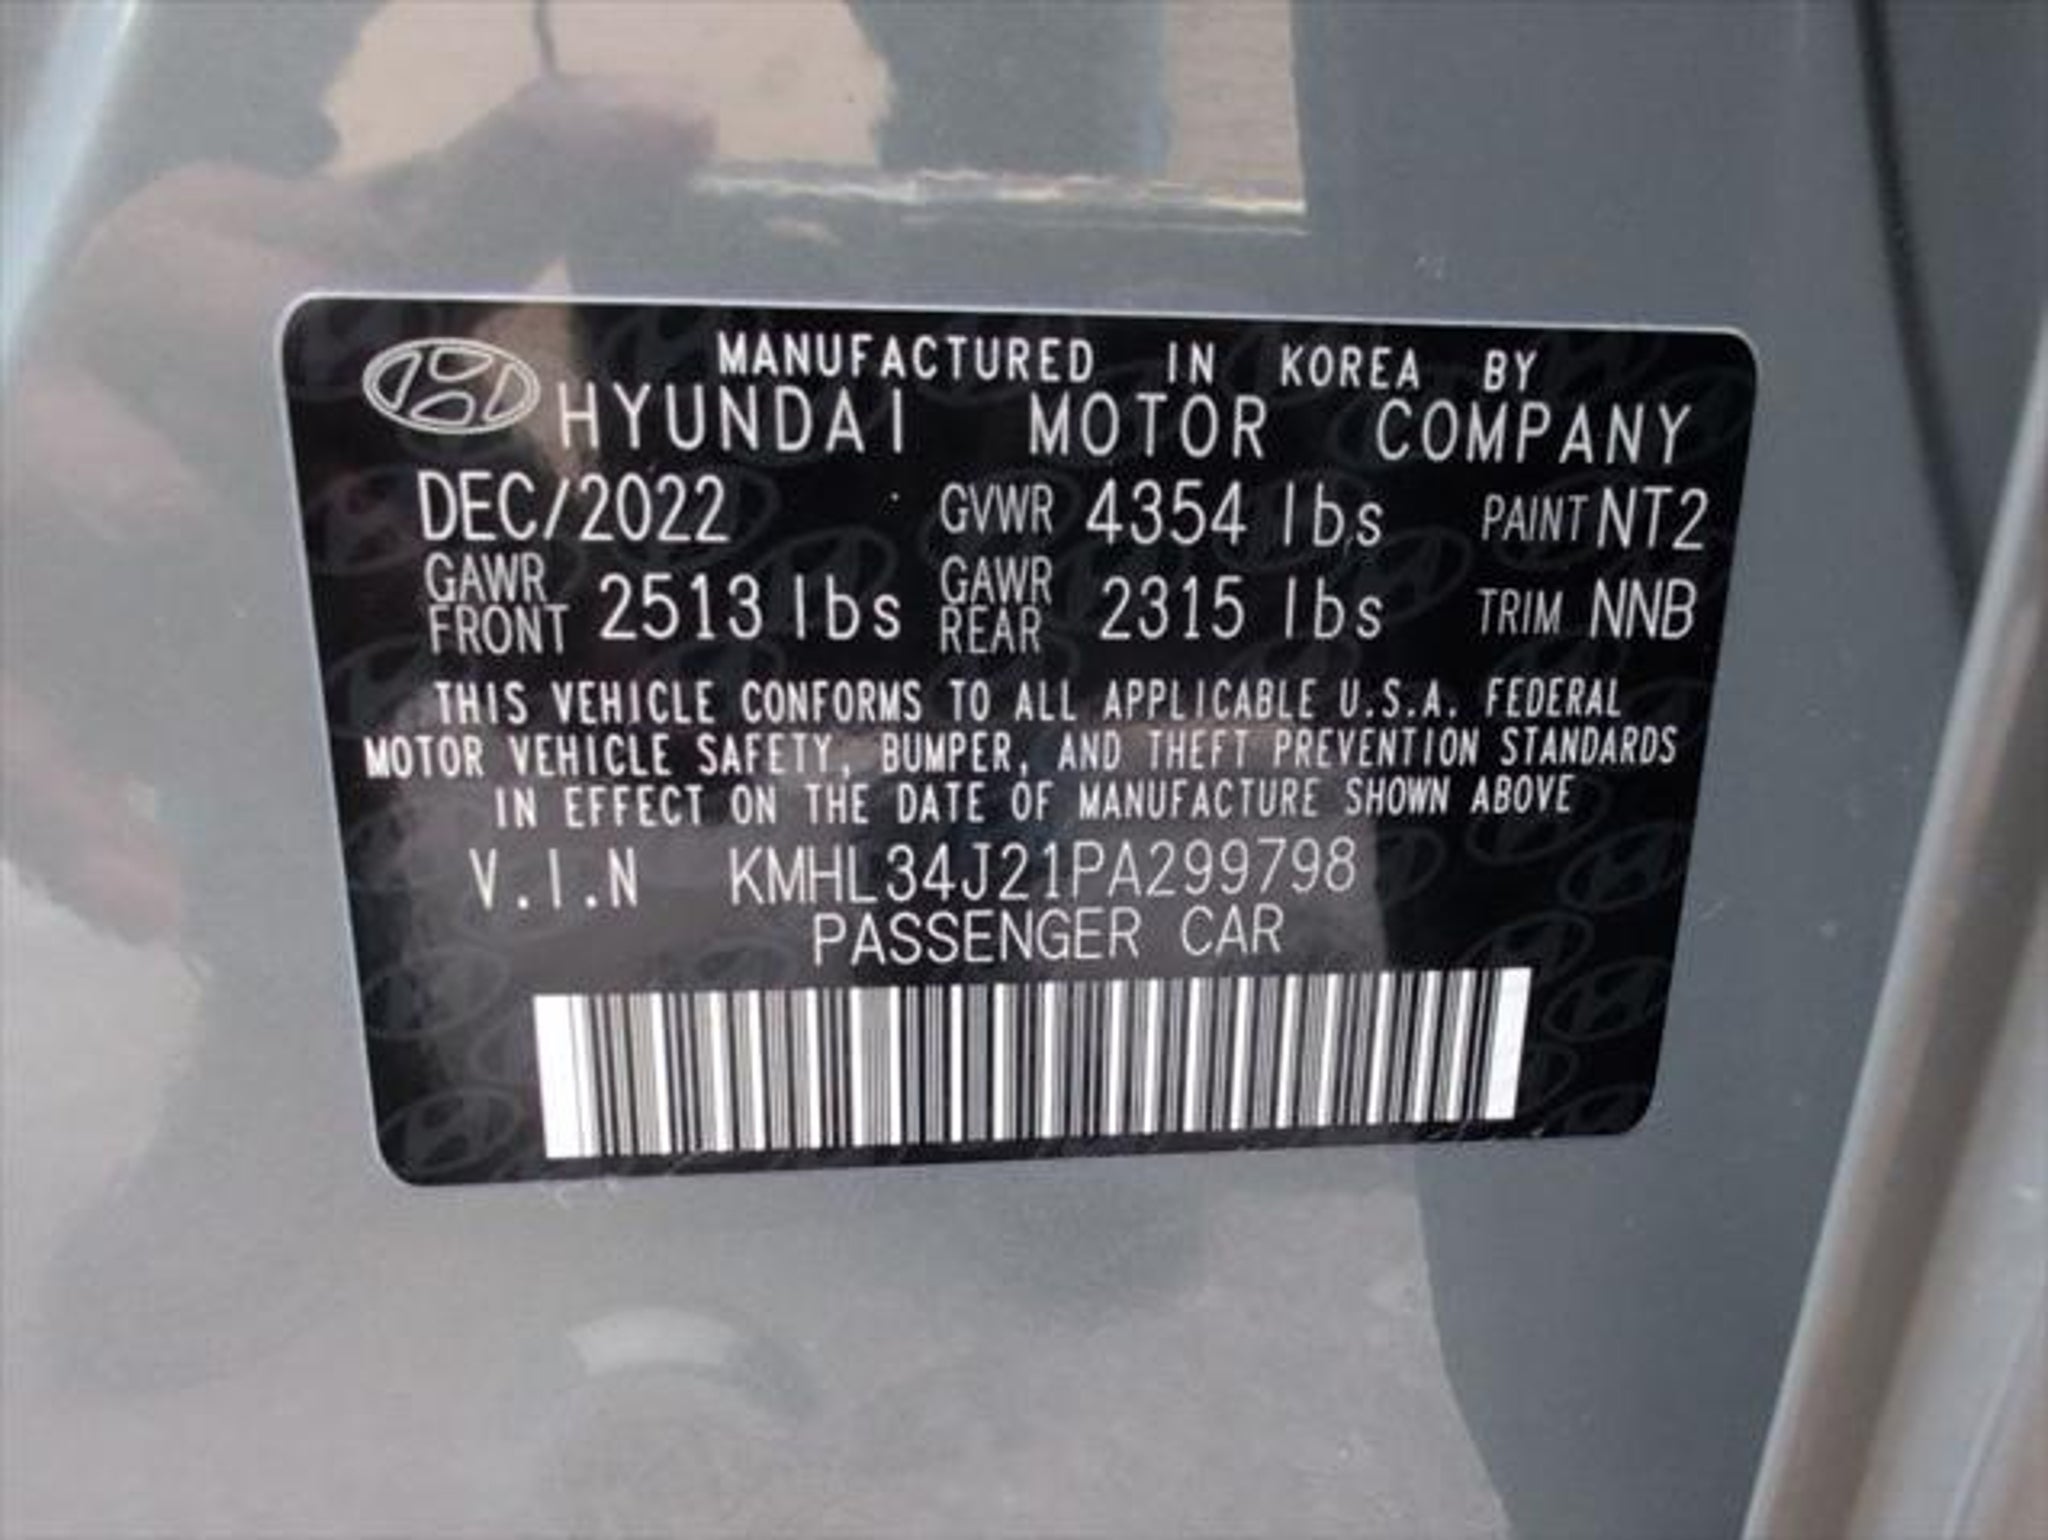 MANUFACTURED IN KOREA BY
HYUNDAI MOTOR COMPANY
DEC/2022 GVWR 4354 lbs PAINT NT2
GAWR FRONT 2513 lbs GAWR REAR 2315 lbs TRIM NNB
THIS VEHICLE CONFORMS TO ALL APPLICABLE U.S.A. FEDERAL
MOTOR VEHICLE SAFETY, BUMPER, AND THEFT PREVENTION STANDARDS
IN EFFECT ON THE DATE OF MANUFACTURE SHOWN ABOVE
V.I.N KMHL34J21PA299798
PASSENGER CAR